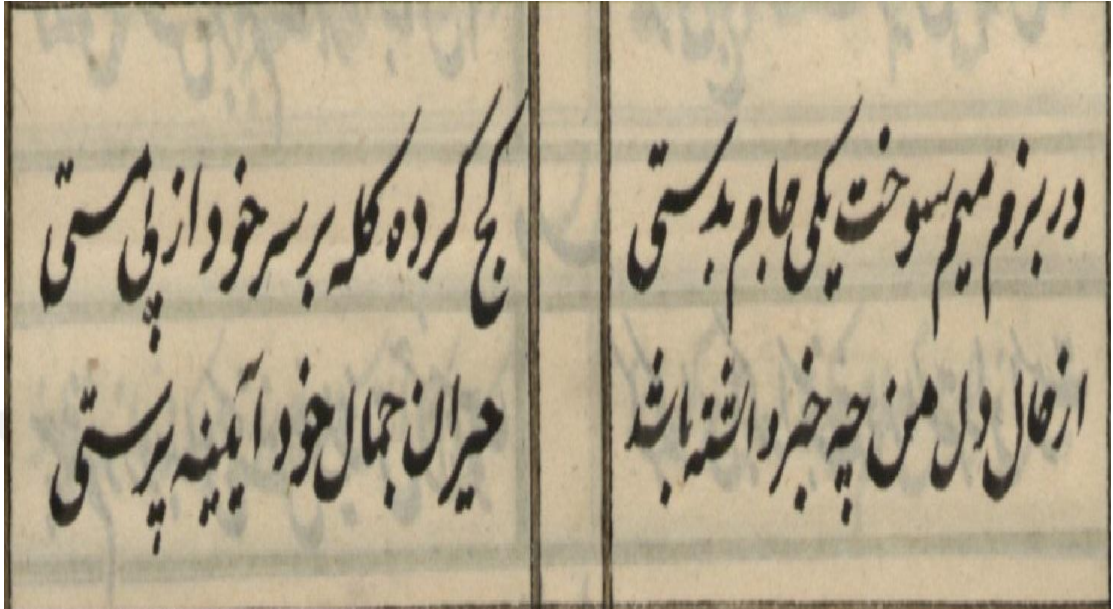 در بزم میم سوخت یکی جام بدستی
کج کرده کله بر سر خود از پی مستی
از حال دل من چه خبر داشته باشد
حیران جمال خود آیینه پرستی